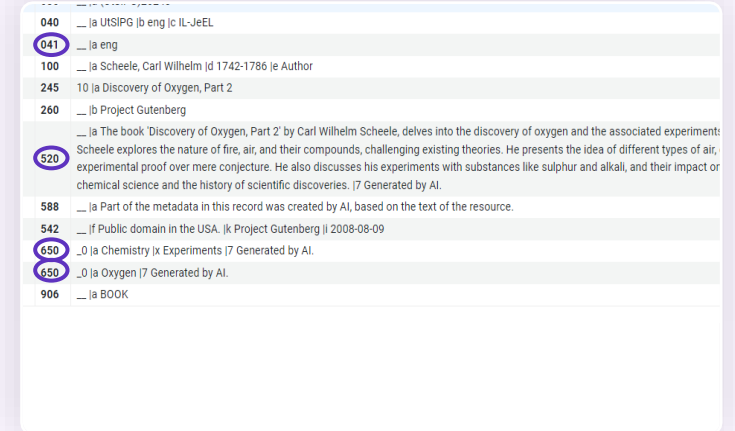 040 __ |a UtSlPG |b eng |c IL-JeEL
041 __ |a eng
100 __ |a Scheele, Carl Wilhelm |d 1742-1786 |e Author
245 10 |a Discovery of Oxygen, Part 2
260 __ |b Project Gutenberg
520 __ |a The book 'Discovery of Oxygen, Part 2' by Carl Wilhelm Scheele, delves into the discovery of oxygen and the associated experiments
Scheele explores the nature of fire, air, and their compounds, challenging existing theories. He presents the idea of different types of air,
experimental proof over mere conjecture. He also discusses his experiments with substances like sulphur and alkali, and their impact or
chemical science and the history of scientific discoveries. |7 Generated by AI.
588 __ |a Part of the metadata in this record was created by AI, based on the text of the resource.
542 __ |f Public domain in the USA. |k Project Gutenberg |i 2008-08-09
650 _0 |a Chemistry |x Experiments |7 Generated by AI.
650 _0 |a Oxygen |7 Generated by AI.
906 __ |a BOOK